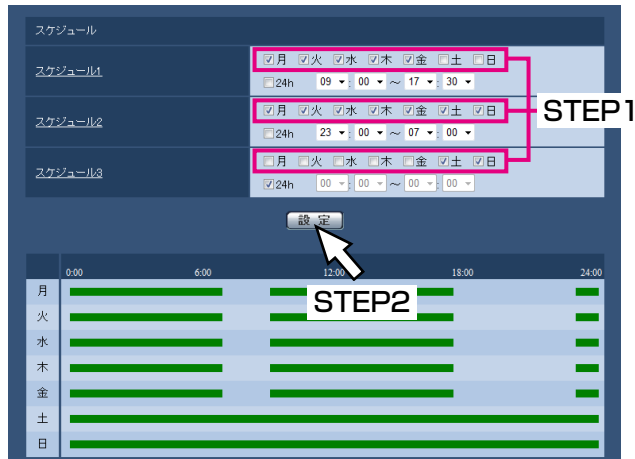 スケジュール
スケジュール1
月 火 水 木 金 土 日
24h 09 : 00 ～ 17 : 30
スケジュール2
月 火 水 木 金 土 日
24h 23 : 00 ～ 07 : 00
スケジュール3
月 火 水 木 金 土 日
24h 00 : 00 ～ 00 : 00
STEP1
設定
STEP2
0:00 6:00 12:00 18:00 24:00
月
火
水
木
金
土
日